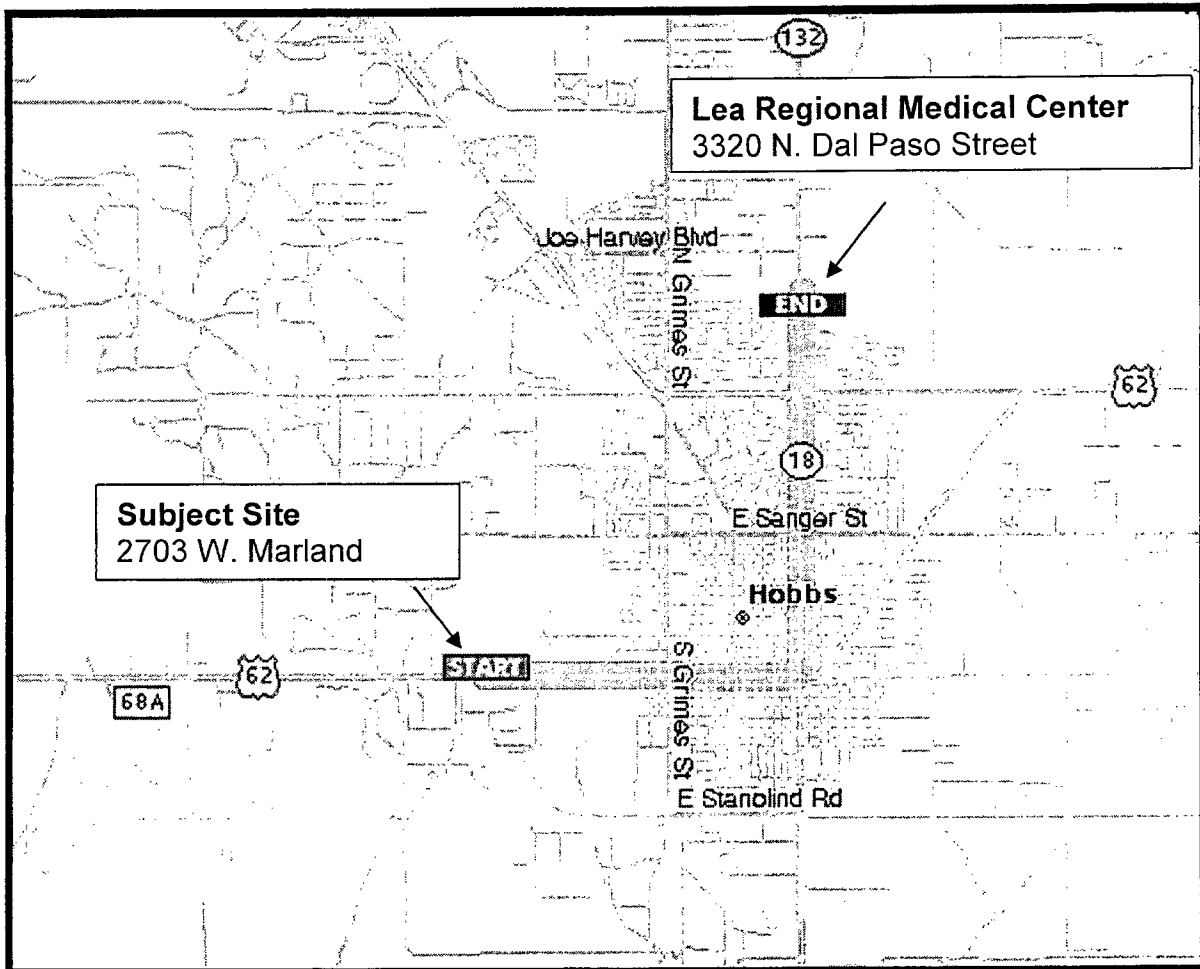 132
Lea Regional Medical Center
3320 N. Dal Paso Street
Joe Harvey Blvd
N Grimes St
END
62
18
E Sanger St
Subject Site
2703 W. Marland
Hobbs
START
62
68A
S Grimes St
E Stanolind Rd